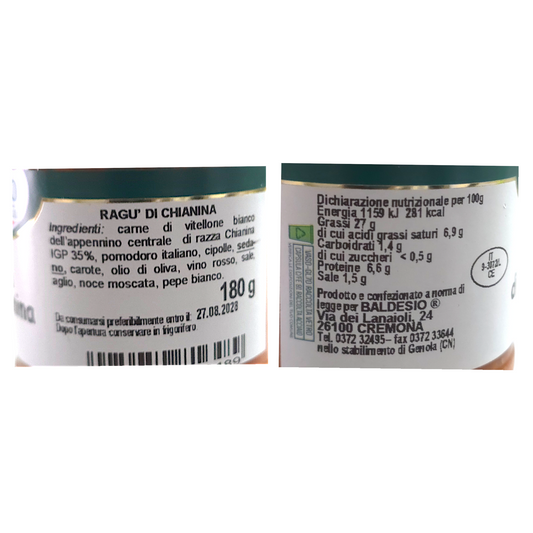 RAGU' DI CHIANINA
Ingredienti: carne di vitellone bianco
dell'appennino centrale di razza Chianina
IGP 35%, pomodoro italiano, cipolle, seda-
no, carote, olio di oliva, vino rosso, sale,
aglio, noce moscata, pepe bianco.
180 g
Da consumarsi preferibilmente entro il: 27.08.2028
Dopo l'apertura conservare in frigorifero.
Dichiarazione nutrizionale per 100g
Energia 1159 kJ 281 kcal
Grassi 27 g
di cui acidi grassi saturi 6,9 g
Carboidrati 1,4 g
di cui zuccheri < 0,5 g
Proteine 6,6 g
Sale 1,5 g
IT
9-3072/L
CE
Prodotto e confezionato a norma di
legge per BALDESIO ®
Via dei Lanaioli, 24
26100 CREMONA
Tel. 0372 32495– fax 0372 33644
nello stabilimento di Genola (CN)